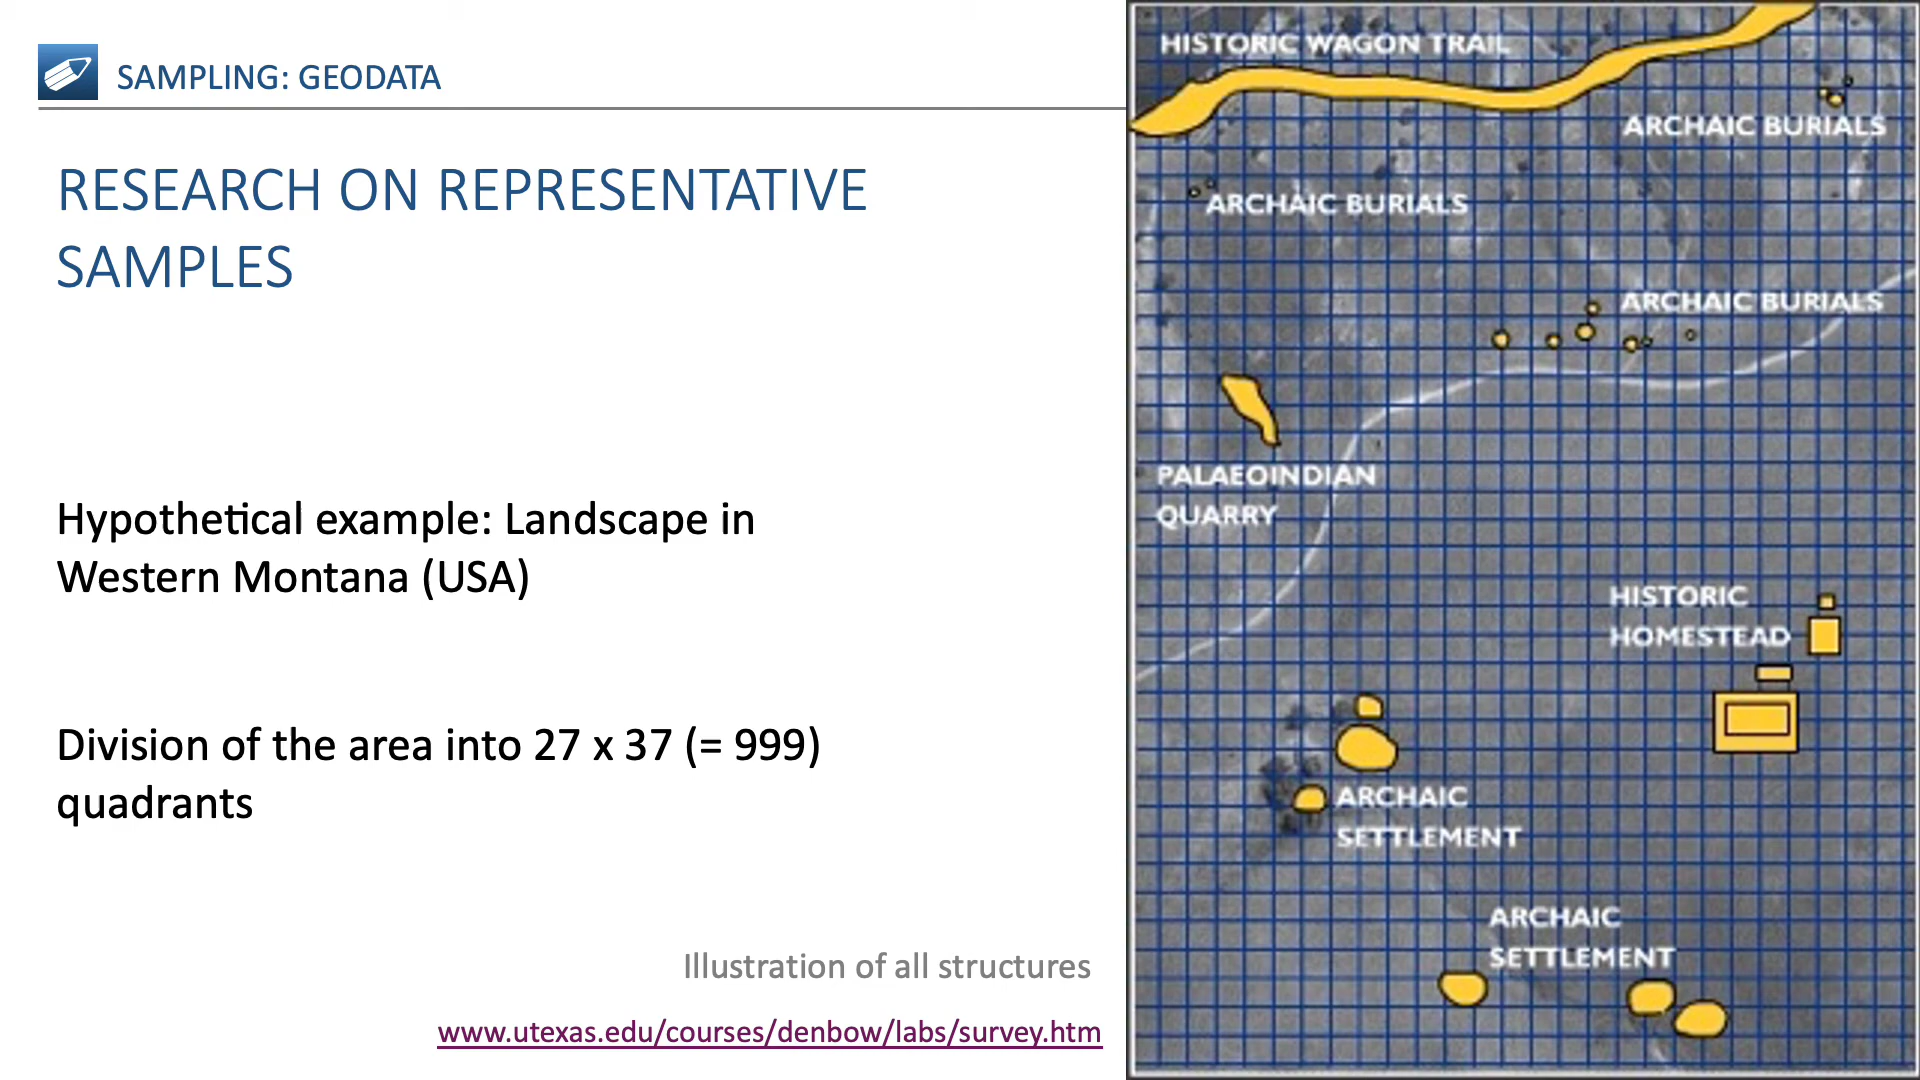 SAMPLING: GEODATA
RESEARCH ON REPRESENTATIVE
SAMPLES
Hypothetical example: Landscape in
Western Montana (USA)
Division of the area into 27 x 37 (= 999)
quadrants
Illustration of all structures
www.utexas.edu/courses/denbow/labs/survey.htm
HISTORIC WAGON TRAIL
ARCHAIC BURIALS
ARCHAIC BURIALS
ARCHAIC BURIALS
PALAEOINDIAN
QUARRY
HISTORIC
HOMESTEAD
ARCHAIC
SETTLEMENT
ARCHAIC
SETTLEMENT